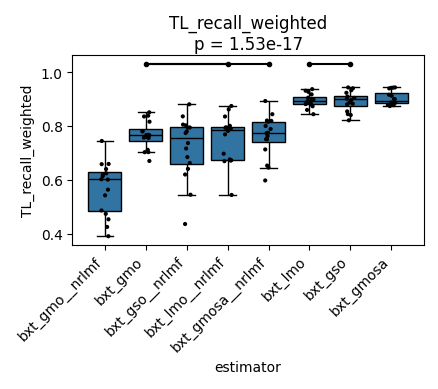 TL_recall_weighted
p = 1.53e-17
TL_recall_weighted
1.0
0.8
0.6
0.4
bxt_gmo__nrlmf
bxt_gmo
bxt_gso__nrlmf
bxt_lmo__nrlmf
bxt_gmosa__nrlmf
bxt_lmo
bxt_gso
bxt_gmosa
estimator